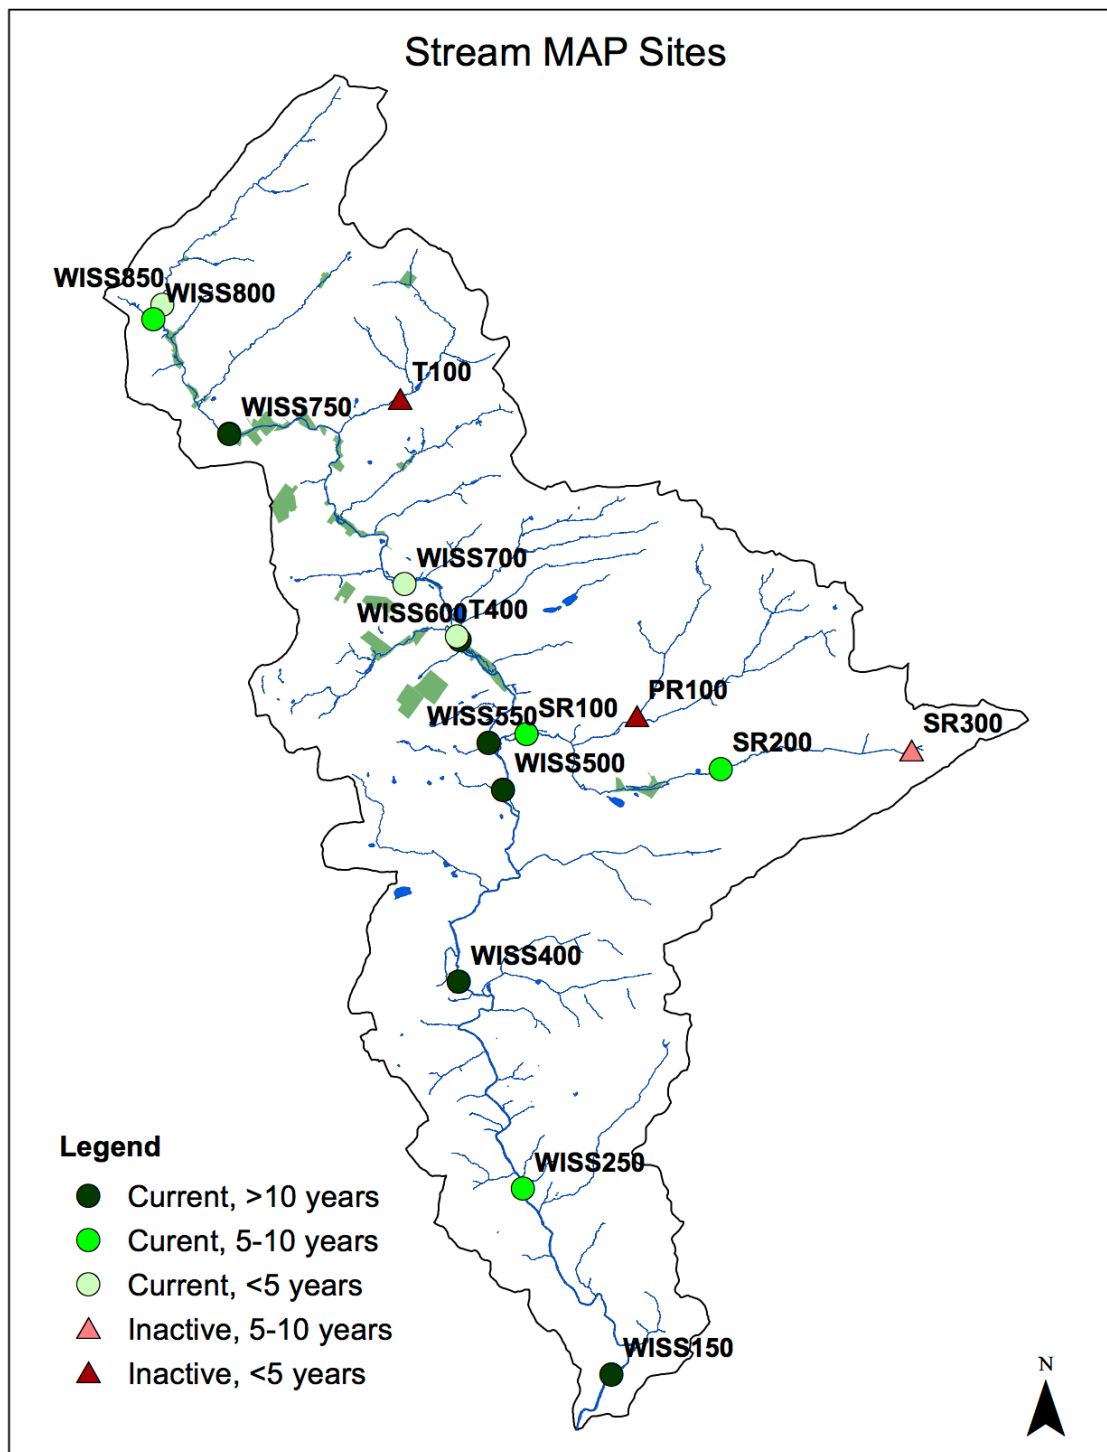 Stream MAP Sites
WISS850
WISS800
T100
WISS750
WISS700
WISS600
T400
PR100
SR100
WISS550
SR300
SR200
WISS500
WISS400
WISS250
WISS150
Legend
Current, >10 years
Curent, 5-10 years
Current, <5 years
Inactive, 5-10 years
Inactive, <5 years
N